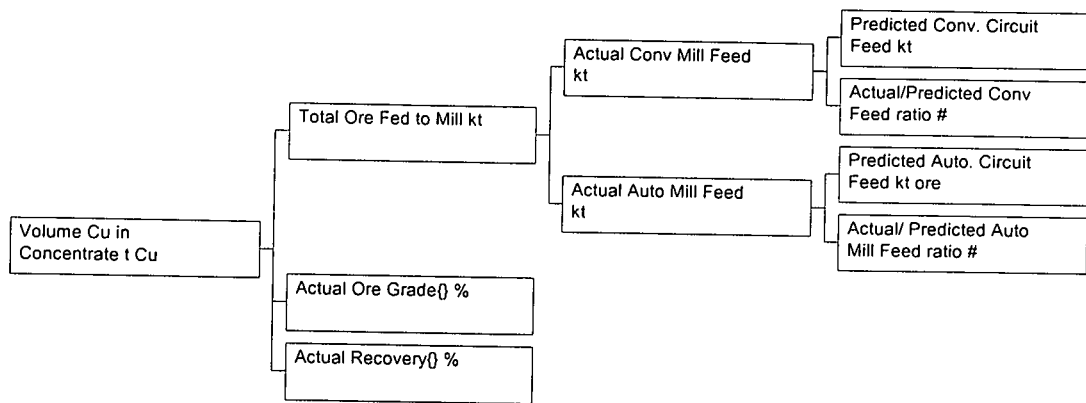 Predicted Conv. Circuit
Feed kt
Actual Conv Mill Feed
kt
Actual/Predicted Conv
Feed ratio #
Total Ore Fed to Mill kt
Predicted Auto. Circuit
Feed kt ore
Actual Auto Mill Feed
kt
Actual/ Predicted Auto
Mill Feed ratio #
Volume Cu in
Concentrate t Cu
Actual Ore Grade{} %
Actual Recovery{} %